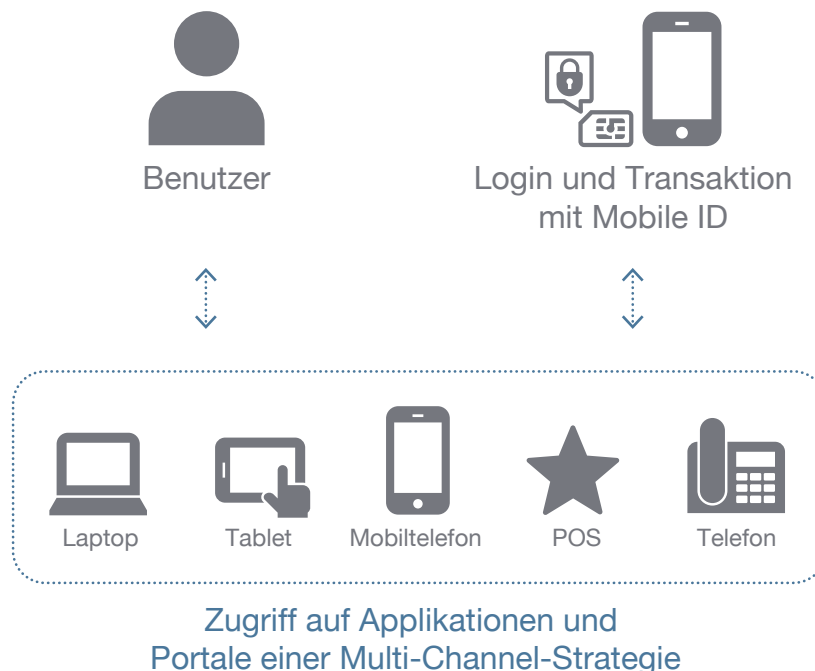 Benutzer
Login und Transaktion
mit Mobile ID
Laptop
Tablet
Mobiltelefon
POS
Telefon
Zugriff auf Applikationen und
Portale einer Multi-Channel-Strategie